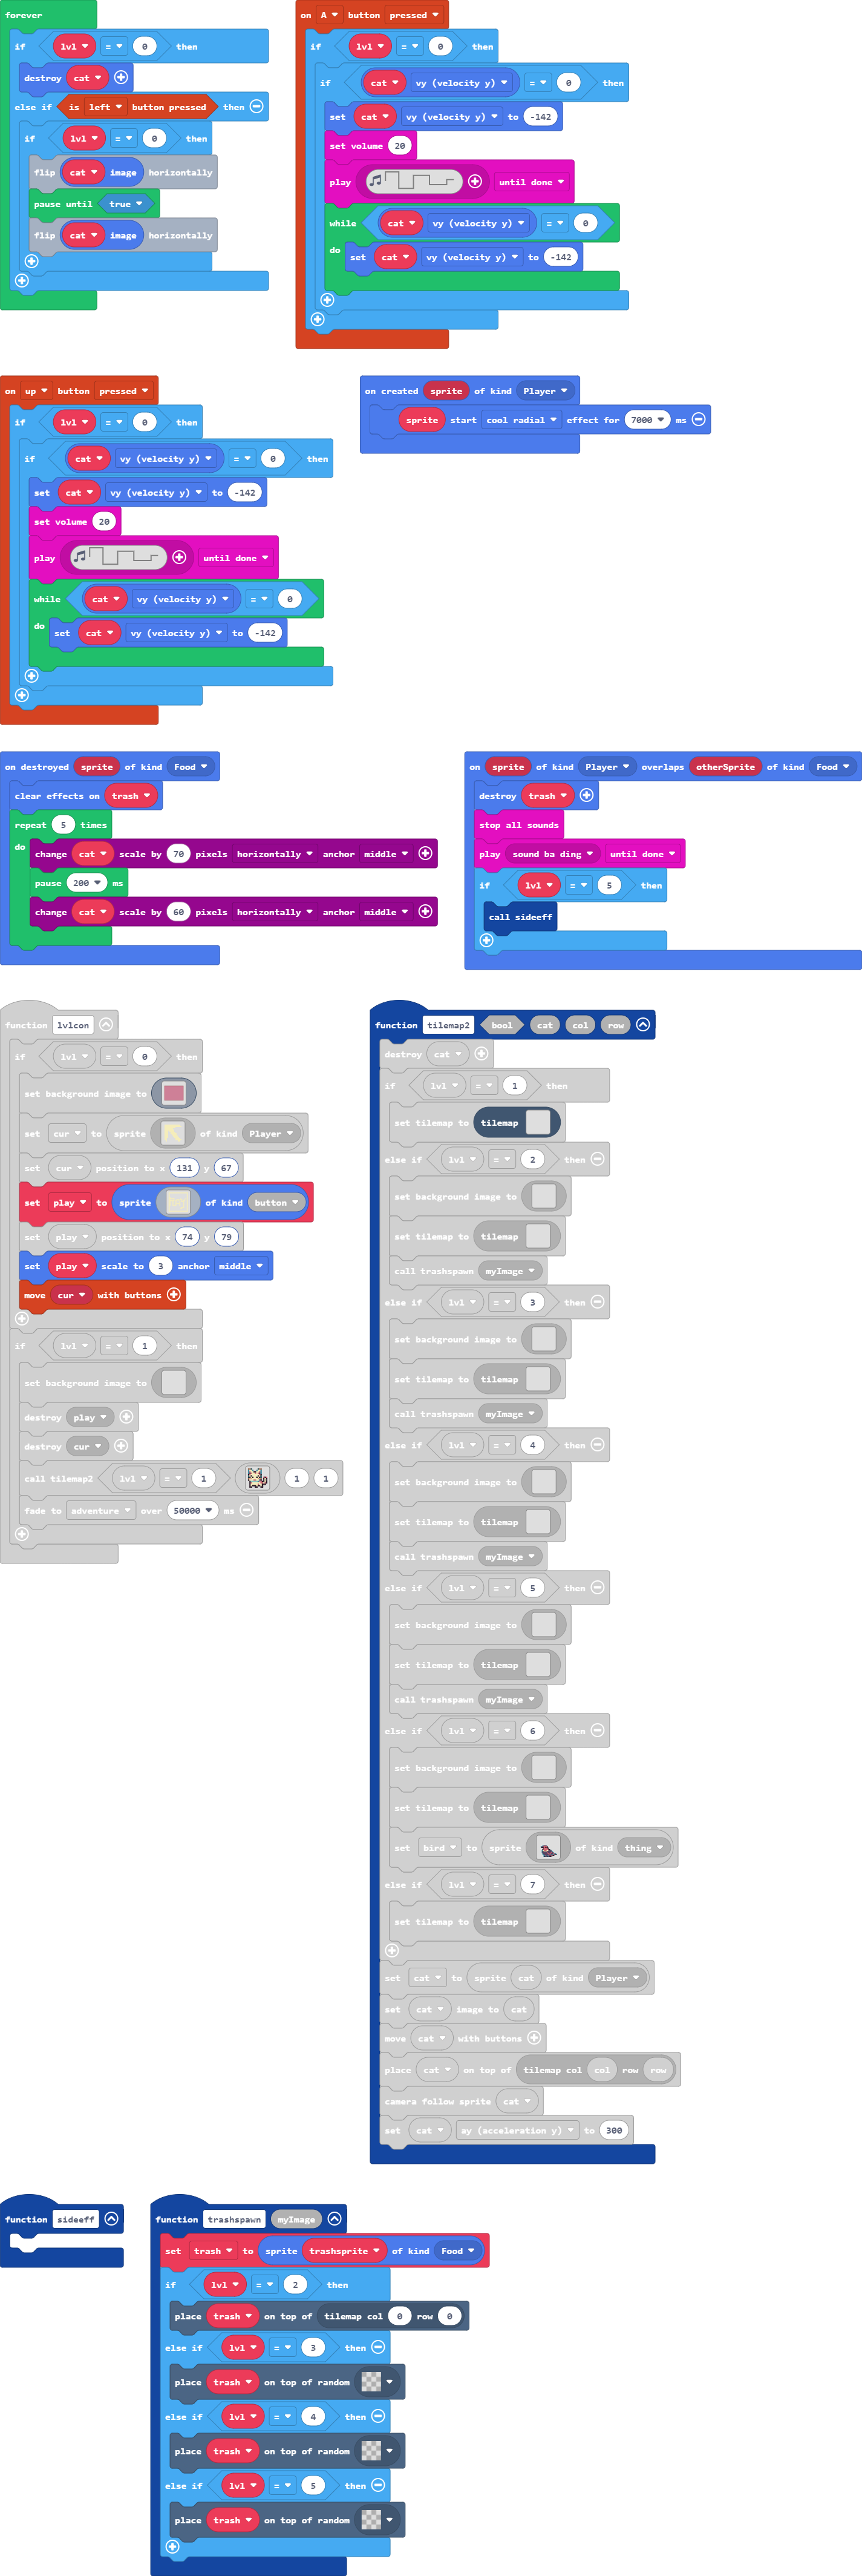 forever
if lvl = 0 then
destroy cat
else if is left button pressed then
if lvl = 0 then
flip cat image horizontally
pause until true
flip cat image horizontally
on A button pressed
if lvl = 0 then
if cat vy (velocity y) = 0 then
set cat vy (velocity y) to -142
set volume 20
play until done
while cat vy (velocity y) = 0
do set cat vy (velocity y) to -142
on up button pressed
if lvl = 0 then
if cat vy (velocity y) = 0 then
set cat vy (velocity y) to -142
set volume 20
play until done
while cat vy (velocity y) = 0
do set cat vy (velocity y) to -142
on created sprite of kind Player
sprite start cool radial effect for 7000 ms
on destroyed sprite of kind Food
clear effects on trash
repeat 5 times
do change cat scale by 70 pixels horizontally anchor middle
pause 200 ms
change cat scale by 60 pixels horizontally anchor middle
on sprite of kind Player overlaps otherSprite of kind Food
destroy trash
stop all sounds
play sound ba ding until done
if lvl = 5 then
call sideeff
function lvlcon
if lvl = 0 then
set background image to
set cur to sprite of kind Player
set cur position to x 131 y 67
set play to sprite of kind button
set play position to x 74 y 79
set play scale to 3 anchor middle
move cur with buttons
if lvl = 1 then
set background image to
destroy play
destroy cur
call tilemap2 lvl = 1 1 1
fade to adventure over 50000 ms
function tilemap2 bool cat col row
destroy cat
if lvl = 1 then
set tilemap to tilemap
else if lvl = 2 then
set background image to
set tilemap to tilemap
call trashspawn myImage
else if lvl = 3 then
set background image to
set tilemap to tilemap
call trashspawn myImage
else if lvl = 4 then
set background image to
set tilemap to tilemap
call trashspawn myImage
else if lvl = 5 then
set background image to
set tilemap to tilemap
call trashspawn myImage
else if lvl = 6 then
set background image to
set tilemap to tilemap
set bird to sprite of kind thing
else if lvl = 7 then
set tilemap to tilemap
set cat to sprite cat of kind Player
set cat image to cat
move cat with buttons
place cat on top of tilemap col col row row
camera follow sprite cat
set cat ay (acceleration y) to 300
function sideeff
function trashspawn myImage
set trash to sprite trashsprite of kind Food
if lvl = 2 then
place trash on top of tilemap col 0 row 0
else if lvl = 3 then
place trash on top of random
else if lvl = 4 then
place trash on top of random
else if lvl = 5 then
place trash on top of random